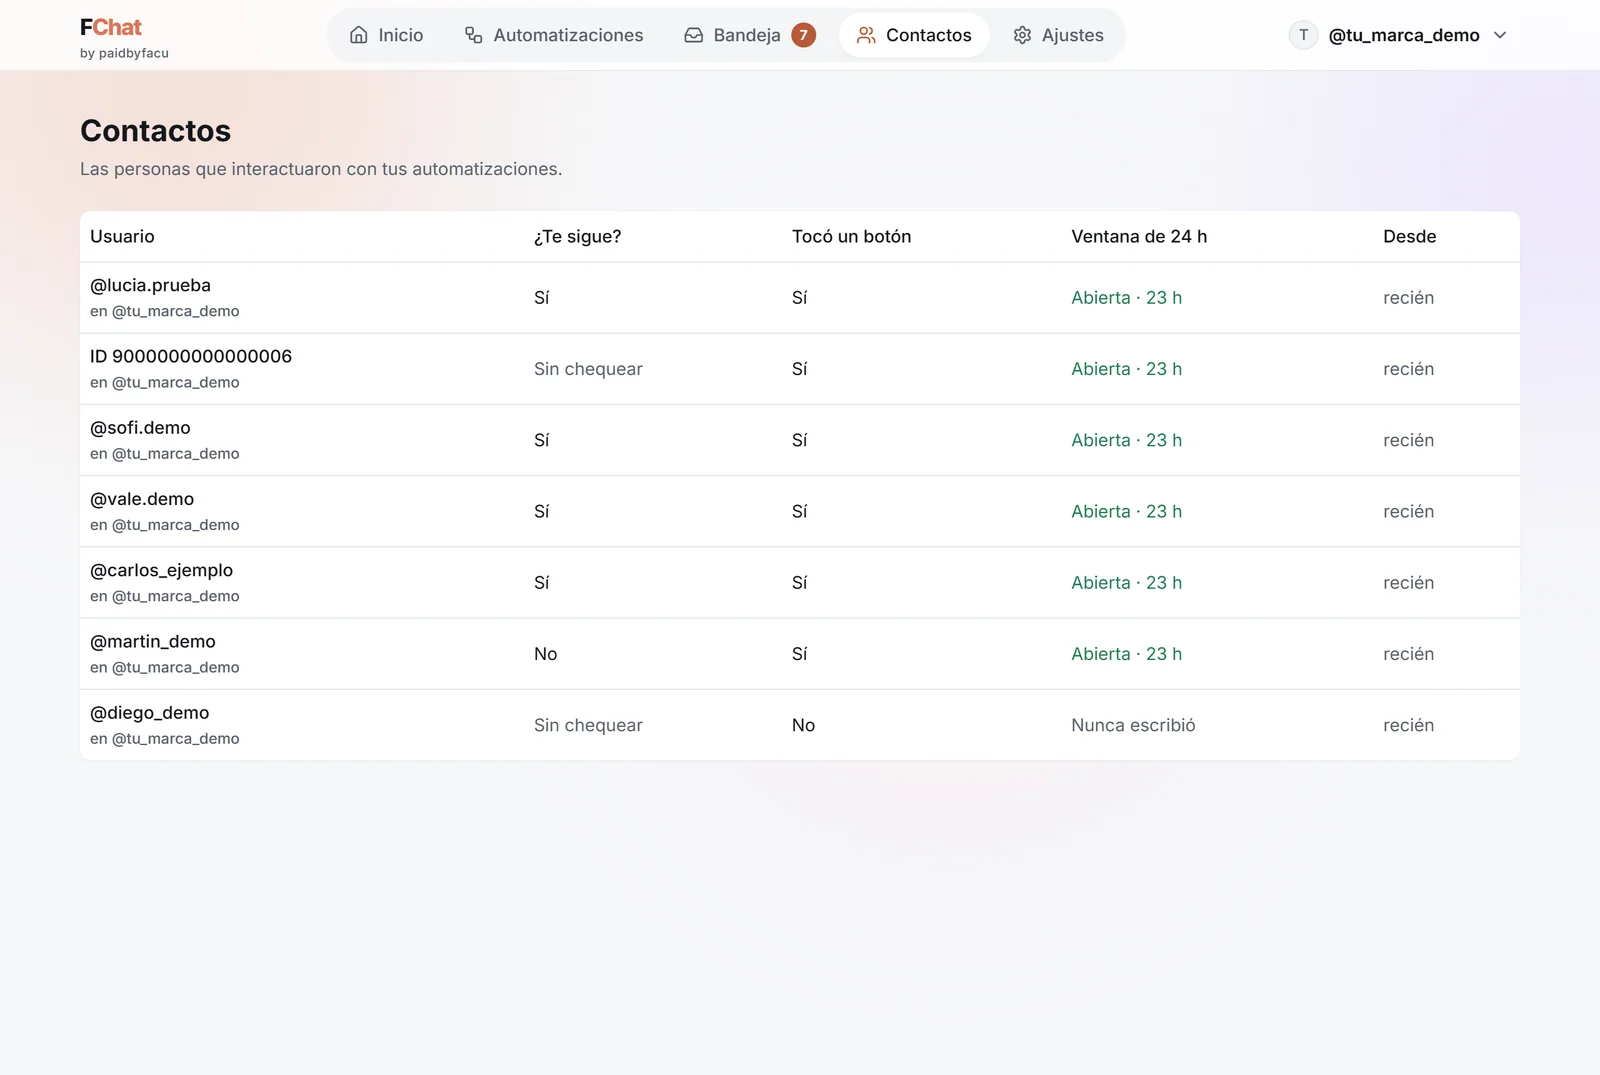 FChat
by paidbyfacu
Inicio
Automatizaciones
Bandeja 7
Contactos
Ajustes
T @tu_marca_demo
Contactos
Las personas que interactuaron con tus automatizaciones.
Usuario ¿Te sigue? Tocó un botón Ventana de 24 h Desde
@lucia.prueba
en @tu_marca_demo
Sí Sí Abierta · 23 h recién
ID 9000000000000006
en @tu_marca_demo
Sin chequear Sí Abierta · 23 h recién
@sofi.demo
en @tu_marca_demo
Sí Sí Abierta · 23 h recién
@vale.demo
en @tu_marca_demo
Sí Sí Abierta · 23 h recién
@carlos_ejemplo
en @tu_marca_demo
Sí Sí Abierta · 23 h recién
@martin_demo
en @tu_marca_demo
No Sí Abierta · 23 h recién
@diego_demo
en @tu_marca_demo
Sin chequear No Nunca escribió recién